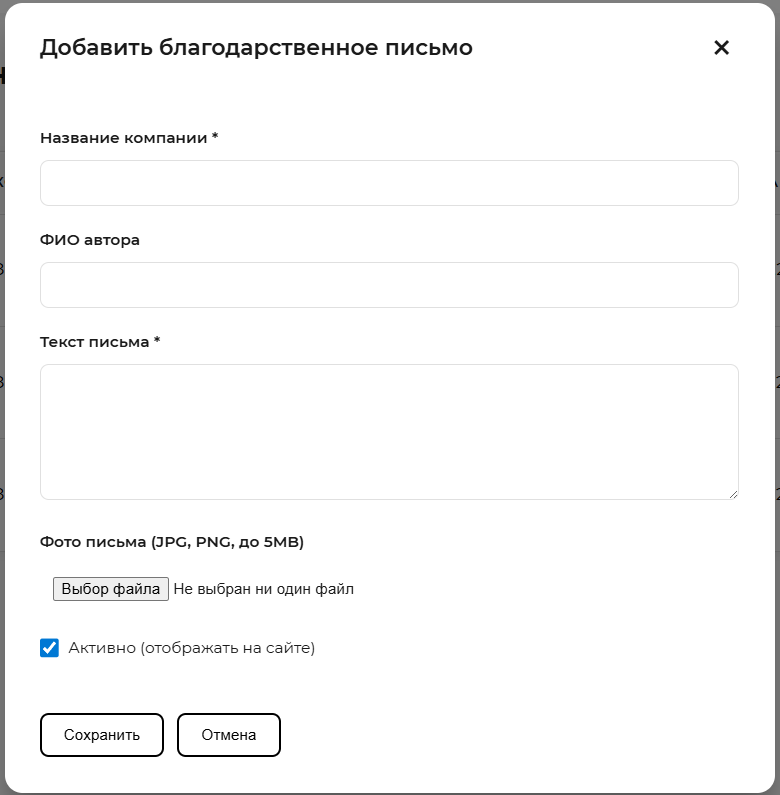 Добавить благодарственное письмо
Название компании *
ФИО автора
Текст письма *
Фото письма (JPG, PNG, до 5MB)
Выбор файла Не выбран ни один файл
Активно (отображать на сайте)
Сохранить Отмена